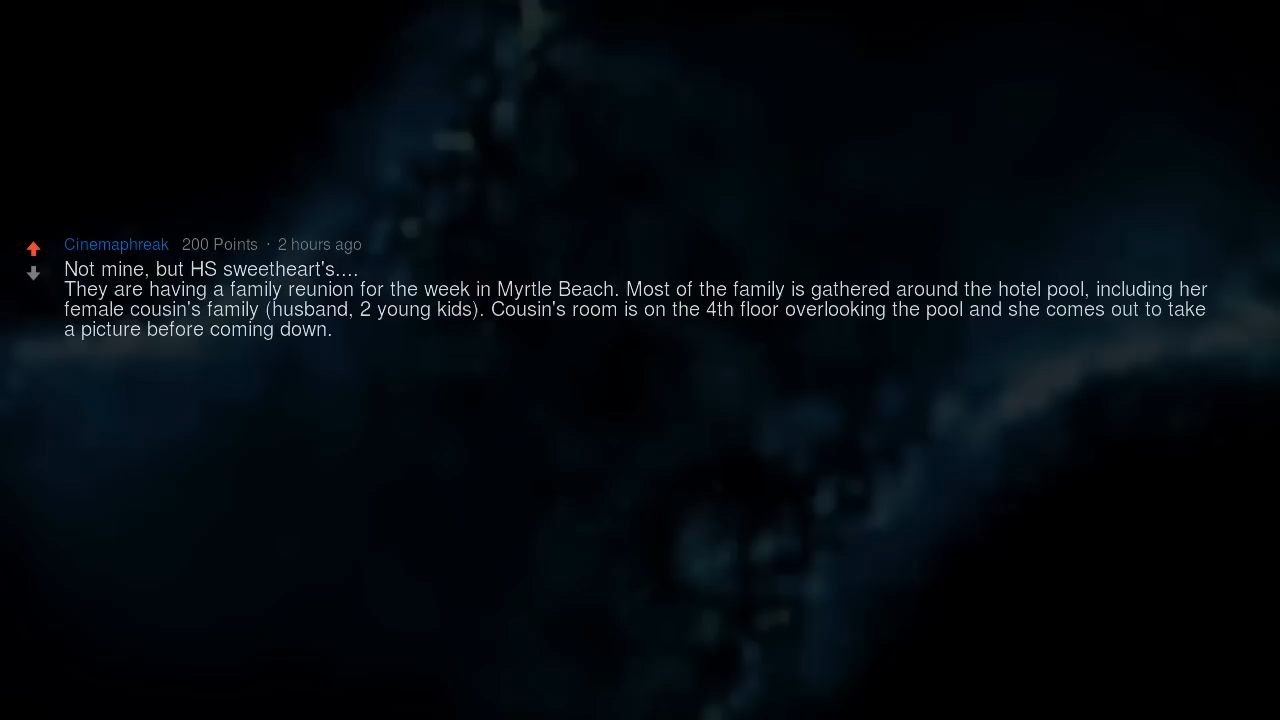 Cinemaphreak 200 Points · 2 hours ago
Not mine, but HS sweetheart's....
They are having a family reunion for the week in Myrtle Beach. Most of the family is gathered around the hotel pool, including her
female cousin's family (husband, 2 young kids). Cousin's room is on the 4th floor overlooking the pool and she comes out to take
a picture before coming down.